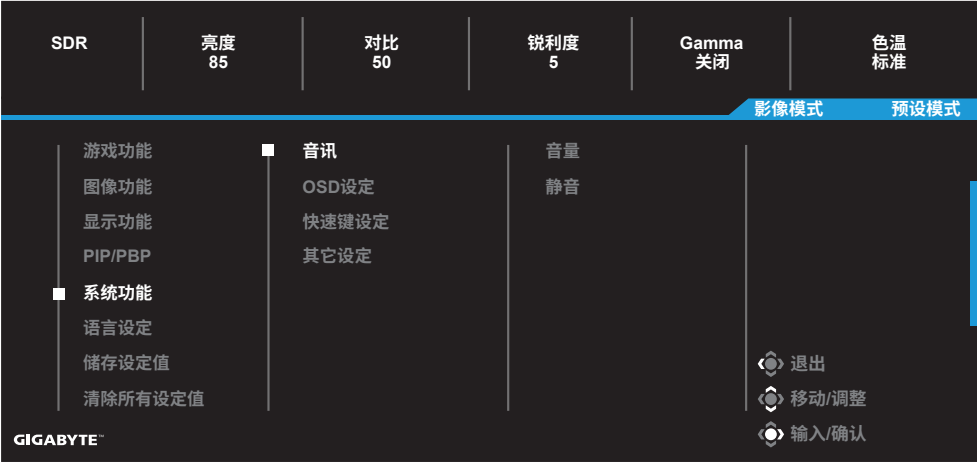 SDR
亮度
85
对比
50
锐利度
5
Gamma
关闭
色温
标准
影像模式 预设模式
游戏功能
图像功能
显示功能
PIP/PBP
系统功能
语言设定
储存设定值
清除所有设定值
音讯
OSD设定
快速键设定
其它设定
音量
静音
退出
移动/调整
输入/确认
GIGABYTE™